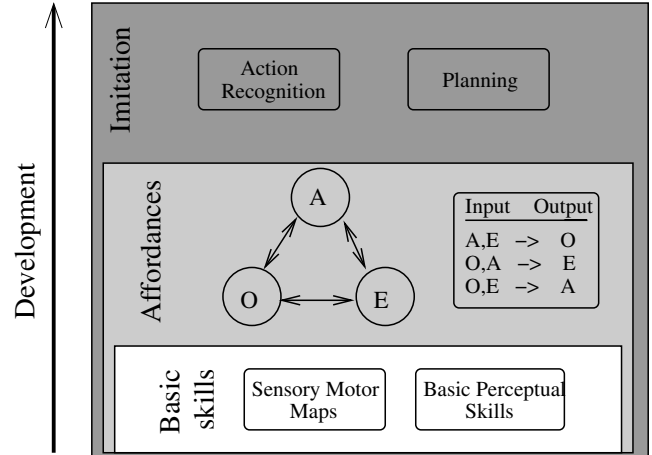 Development
Imitation
Action
Recognition
Planning
Affordances
A
O
E
Input Output
A,E -> O
O,A -> E
O,E -> A
Basic
skills
Sensory Motor
Maps
Basic Perceptual
Skills